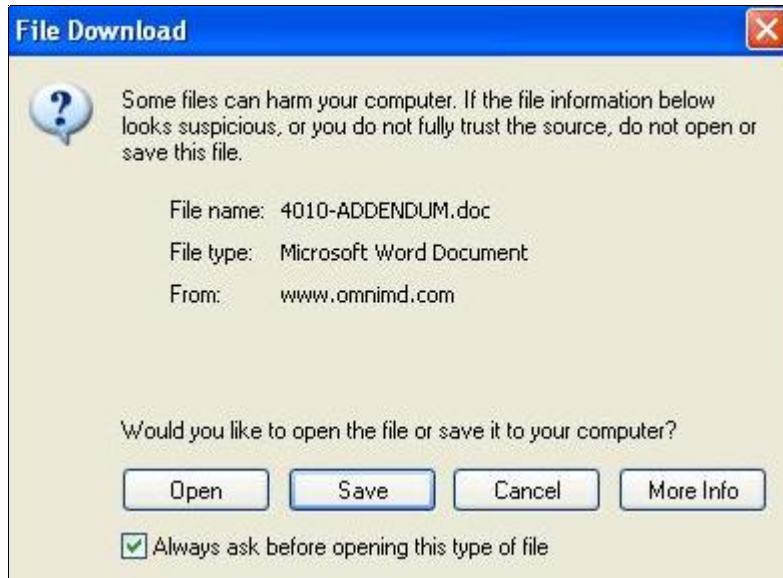 File Download
Some files can harm your computer. If the file information below
looks suspicious, or you do not fully trust the source, do not open or
save this file.
File name: 4010-ADDENDUM.doc
File type: Microsoft Word Document
From: www.omnimd.com
Would you like to open the file or save it to your computer?
Open Save Cancel More Info
Always ask before opening this type of file